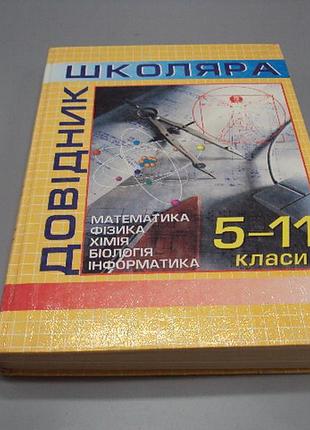 ДОВІДНИК
ШКОЛЯРА
МАТЕМАТИКА
ФІЗИКА
ХІМІЯ
БІОЛОГІЯ
ІНФОРМАТИКА
5–11
класи